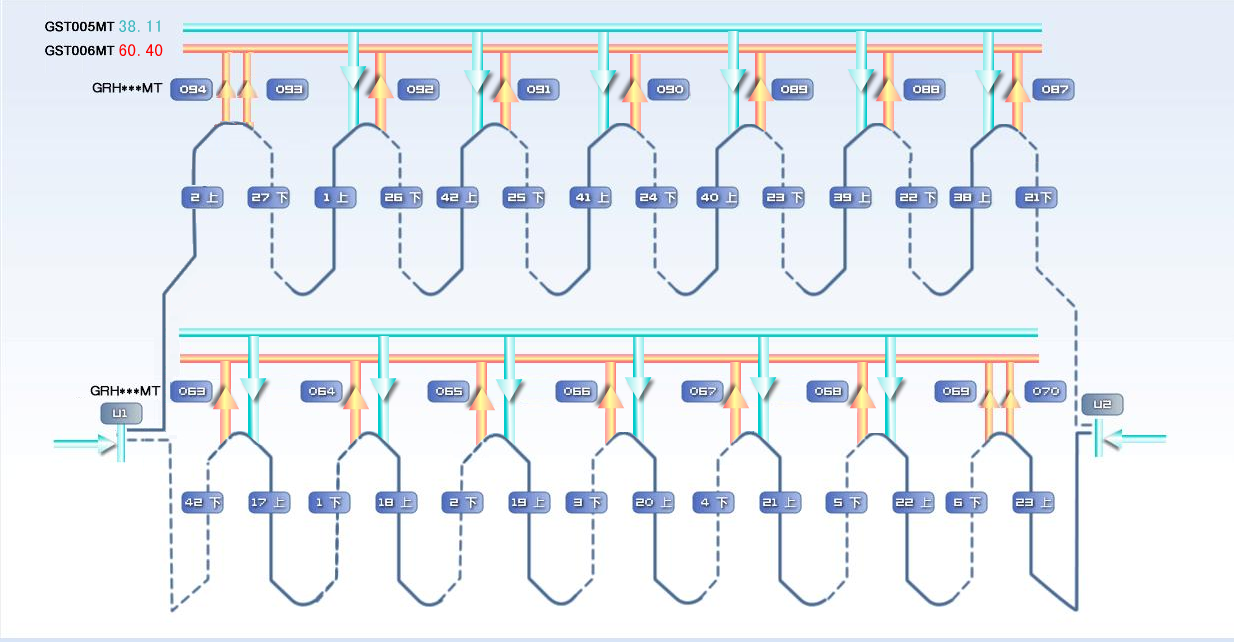 GST005MT 38.11
GST006MT 60.40
GRH***MT 094 093 092 091 090 089 088 087
2 上 27 下 1 上 26 下 42 上 25 下 41 上 24 下 40 上 23 下 39 上 22 下 38 上 21下
GRH***MT 063 064 065 066 067 068 069 070
U1 U2
42 下 17 上 1 下 18 上 2 下 19 上 3 下 20 上 4 下 21 上 5 下 22 上 6 下 23 上